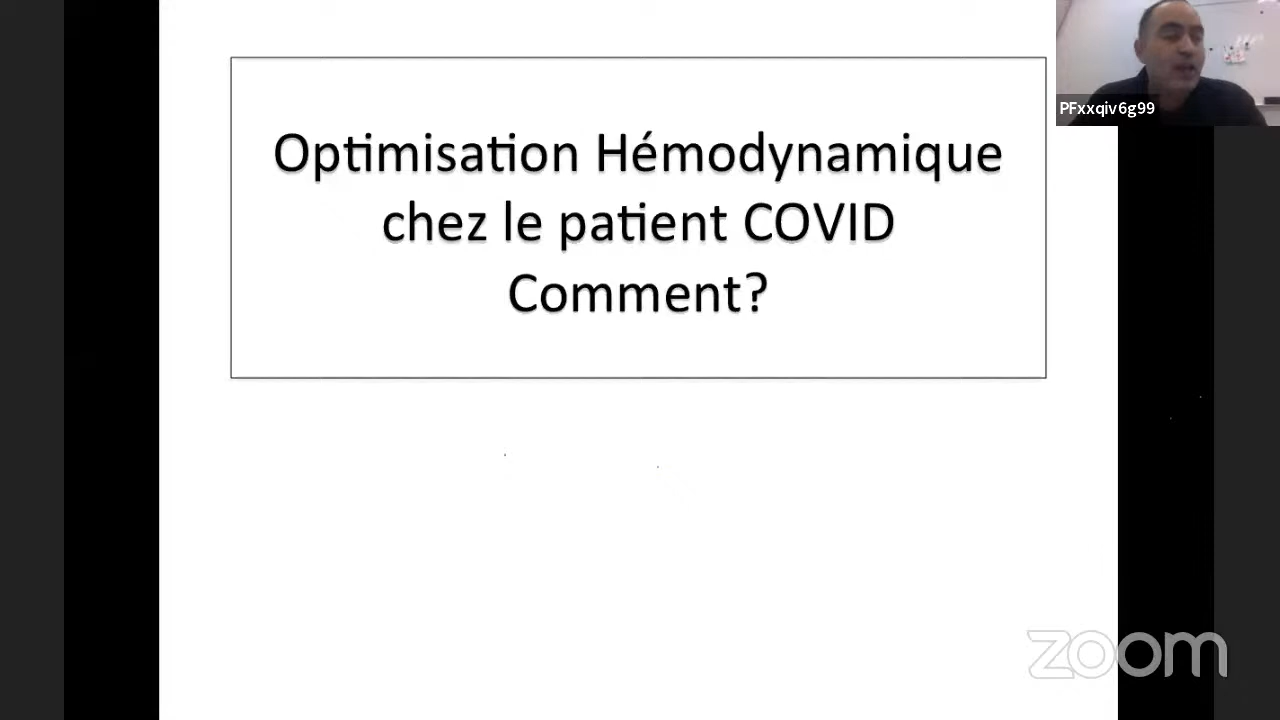 Optimisation Hémodynamique
chez le patient COVID
Comment?
PFxxqiv6g99
zoom